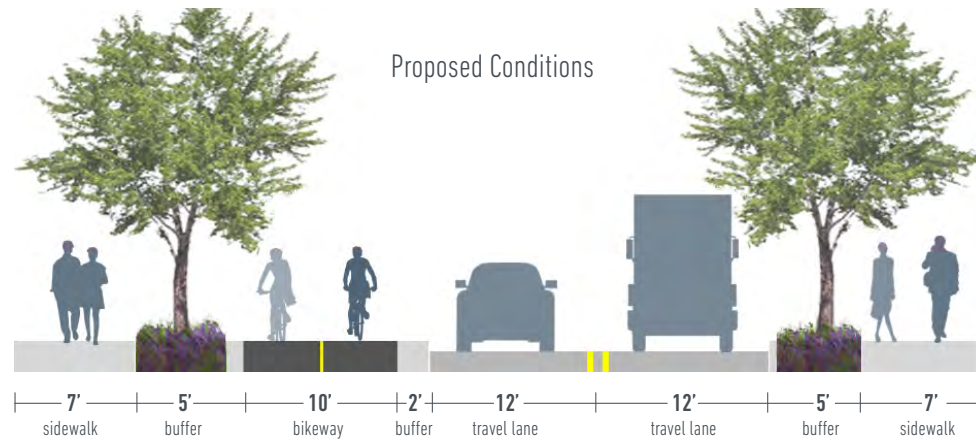 Proposed Conditions
7’ 5’ 10’ 2’ 12’ 12’ 5’ 7’
sidewalk buffer bikeway buffer travel lane travel lane buffer sidewalk